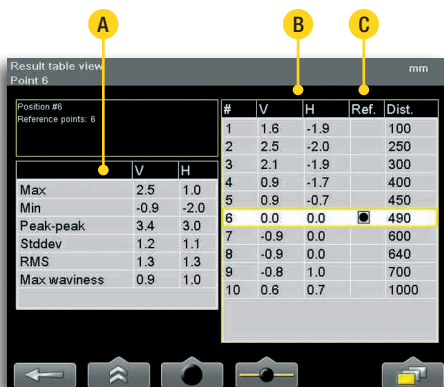 A B C
Result table view mm
Point 6
Position #6
Reference points: 6
# V H Ref. Dist.
1 1.6 -1.9 100
2 2.5 -2.0 250
3 2.1 -1.9 300
4 0.9 -1.7 400
5 0.9 -0.7 450
6 0.0 0.0 490
7 -0.9 0.0 600
8 -0.9 0.0 640
9 -0.8 1.0 700
10 0.6 0.7 1000
V H
Max 2.5 1.0
Min -0.9 -2.0
Peak-peak 3.4 3.0
Stddev 1.2 1.1
RMS 1.3 1.3
Max waviness 0.9 1.0